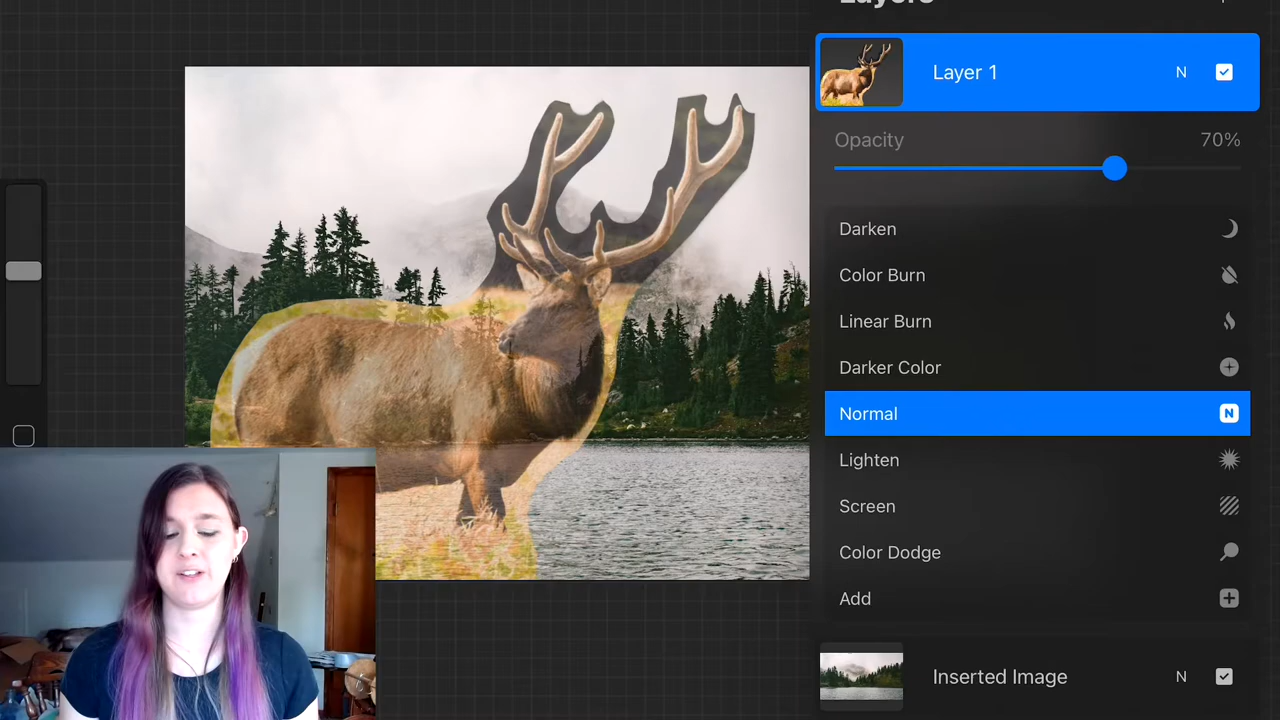 Layers
Layer 1 N
Opacity 70%
Darken
Color Burn
Linear Burn
Darker Color
Normal N
Lighten
Screen
Color Dodge
Add
Inserted Image N